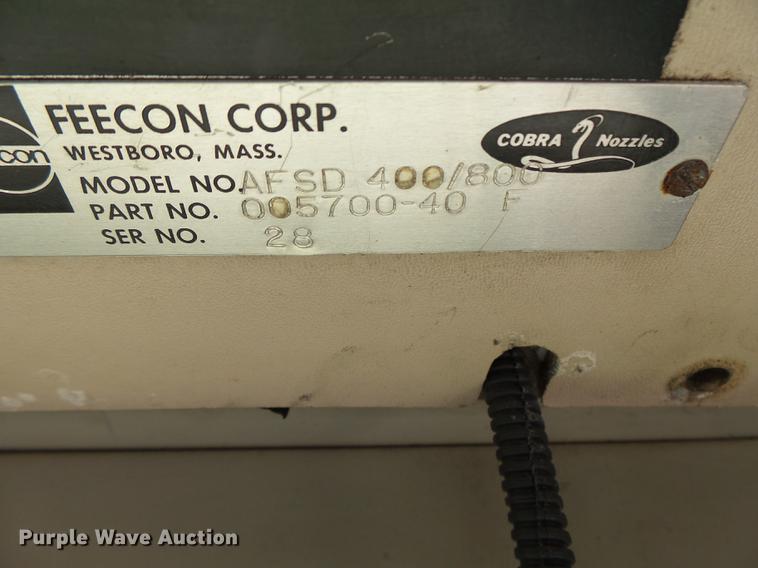 FEECON CORP.
COBRA Nozzles
con
WESTBORO, MASS.
MODEL NO. AFSD 400/800
PART NO. 005700-40 F
SER NO. 28
Purple Wave Auction